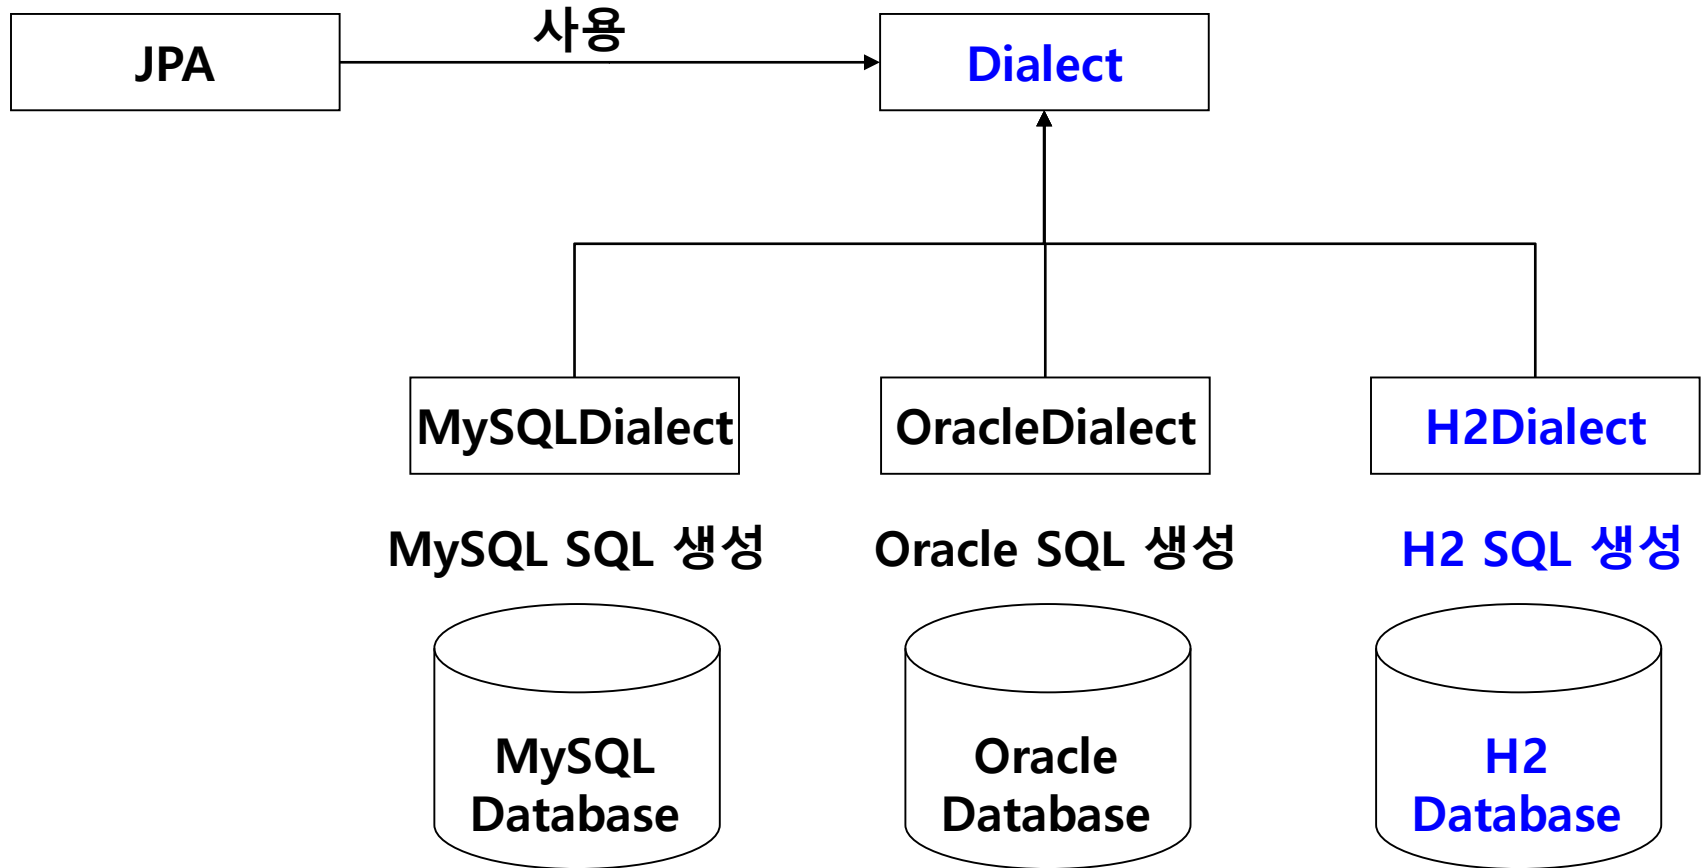 사용
JPA
Dialect
MySQLDialect
OracleDialect
H2Dialect
MySQL SQL 생성
Oracle SQL 생성
H2 SQL 생성
MySQL
Database
Oracle
Database
H2
Database